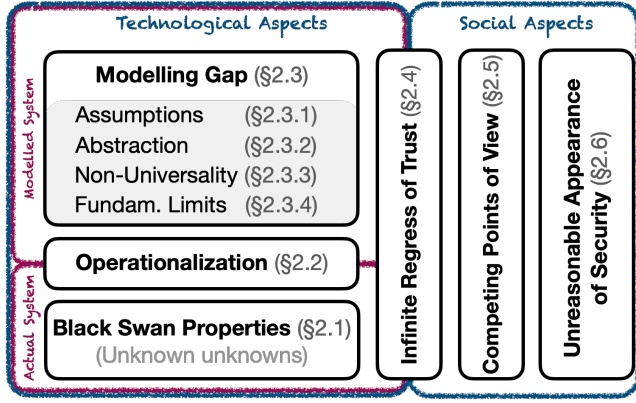 Technological Aspects
Social Aspects
Modelled System
Modelling Gap (§2.3)
Assumptions (§2.3.1)
Abstraction (§2.3.2)
Non-Universality (§2.3.3)
Fundam. Limits (§2.3.4)
Operationalization (§2.2)
Actual System
Black Swan Properties (§2.1)
(Unknown unknowns)
Infinite Regress of Trust (§2.4)
Competing Points of View (§2.5)
Unreasonable Appearance
of Security (§2.6)